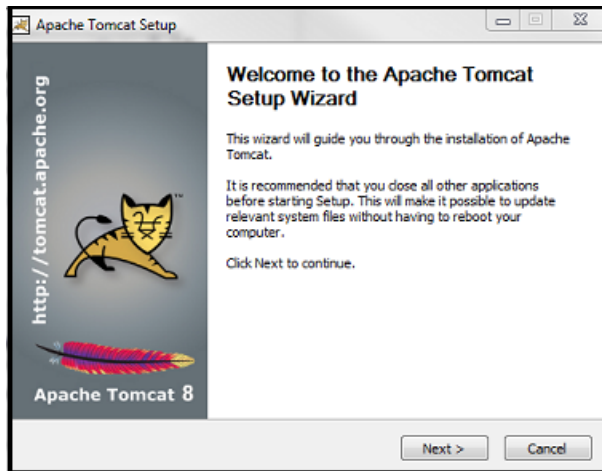 Apache Tomcat Setup
http://tomcat.apache.org
™
Apache Tomcat 8
Welcome to the Apache Tomcat
Setup Wizard
This wizard will guide you through the installation of Apache
Tomcat.
It is recommended that you close all other applications
before starting Setup. This will make it possible to update
relevant system files without having to reboot your
computer.
Click Next to continue.
Next >
Cancel